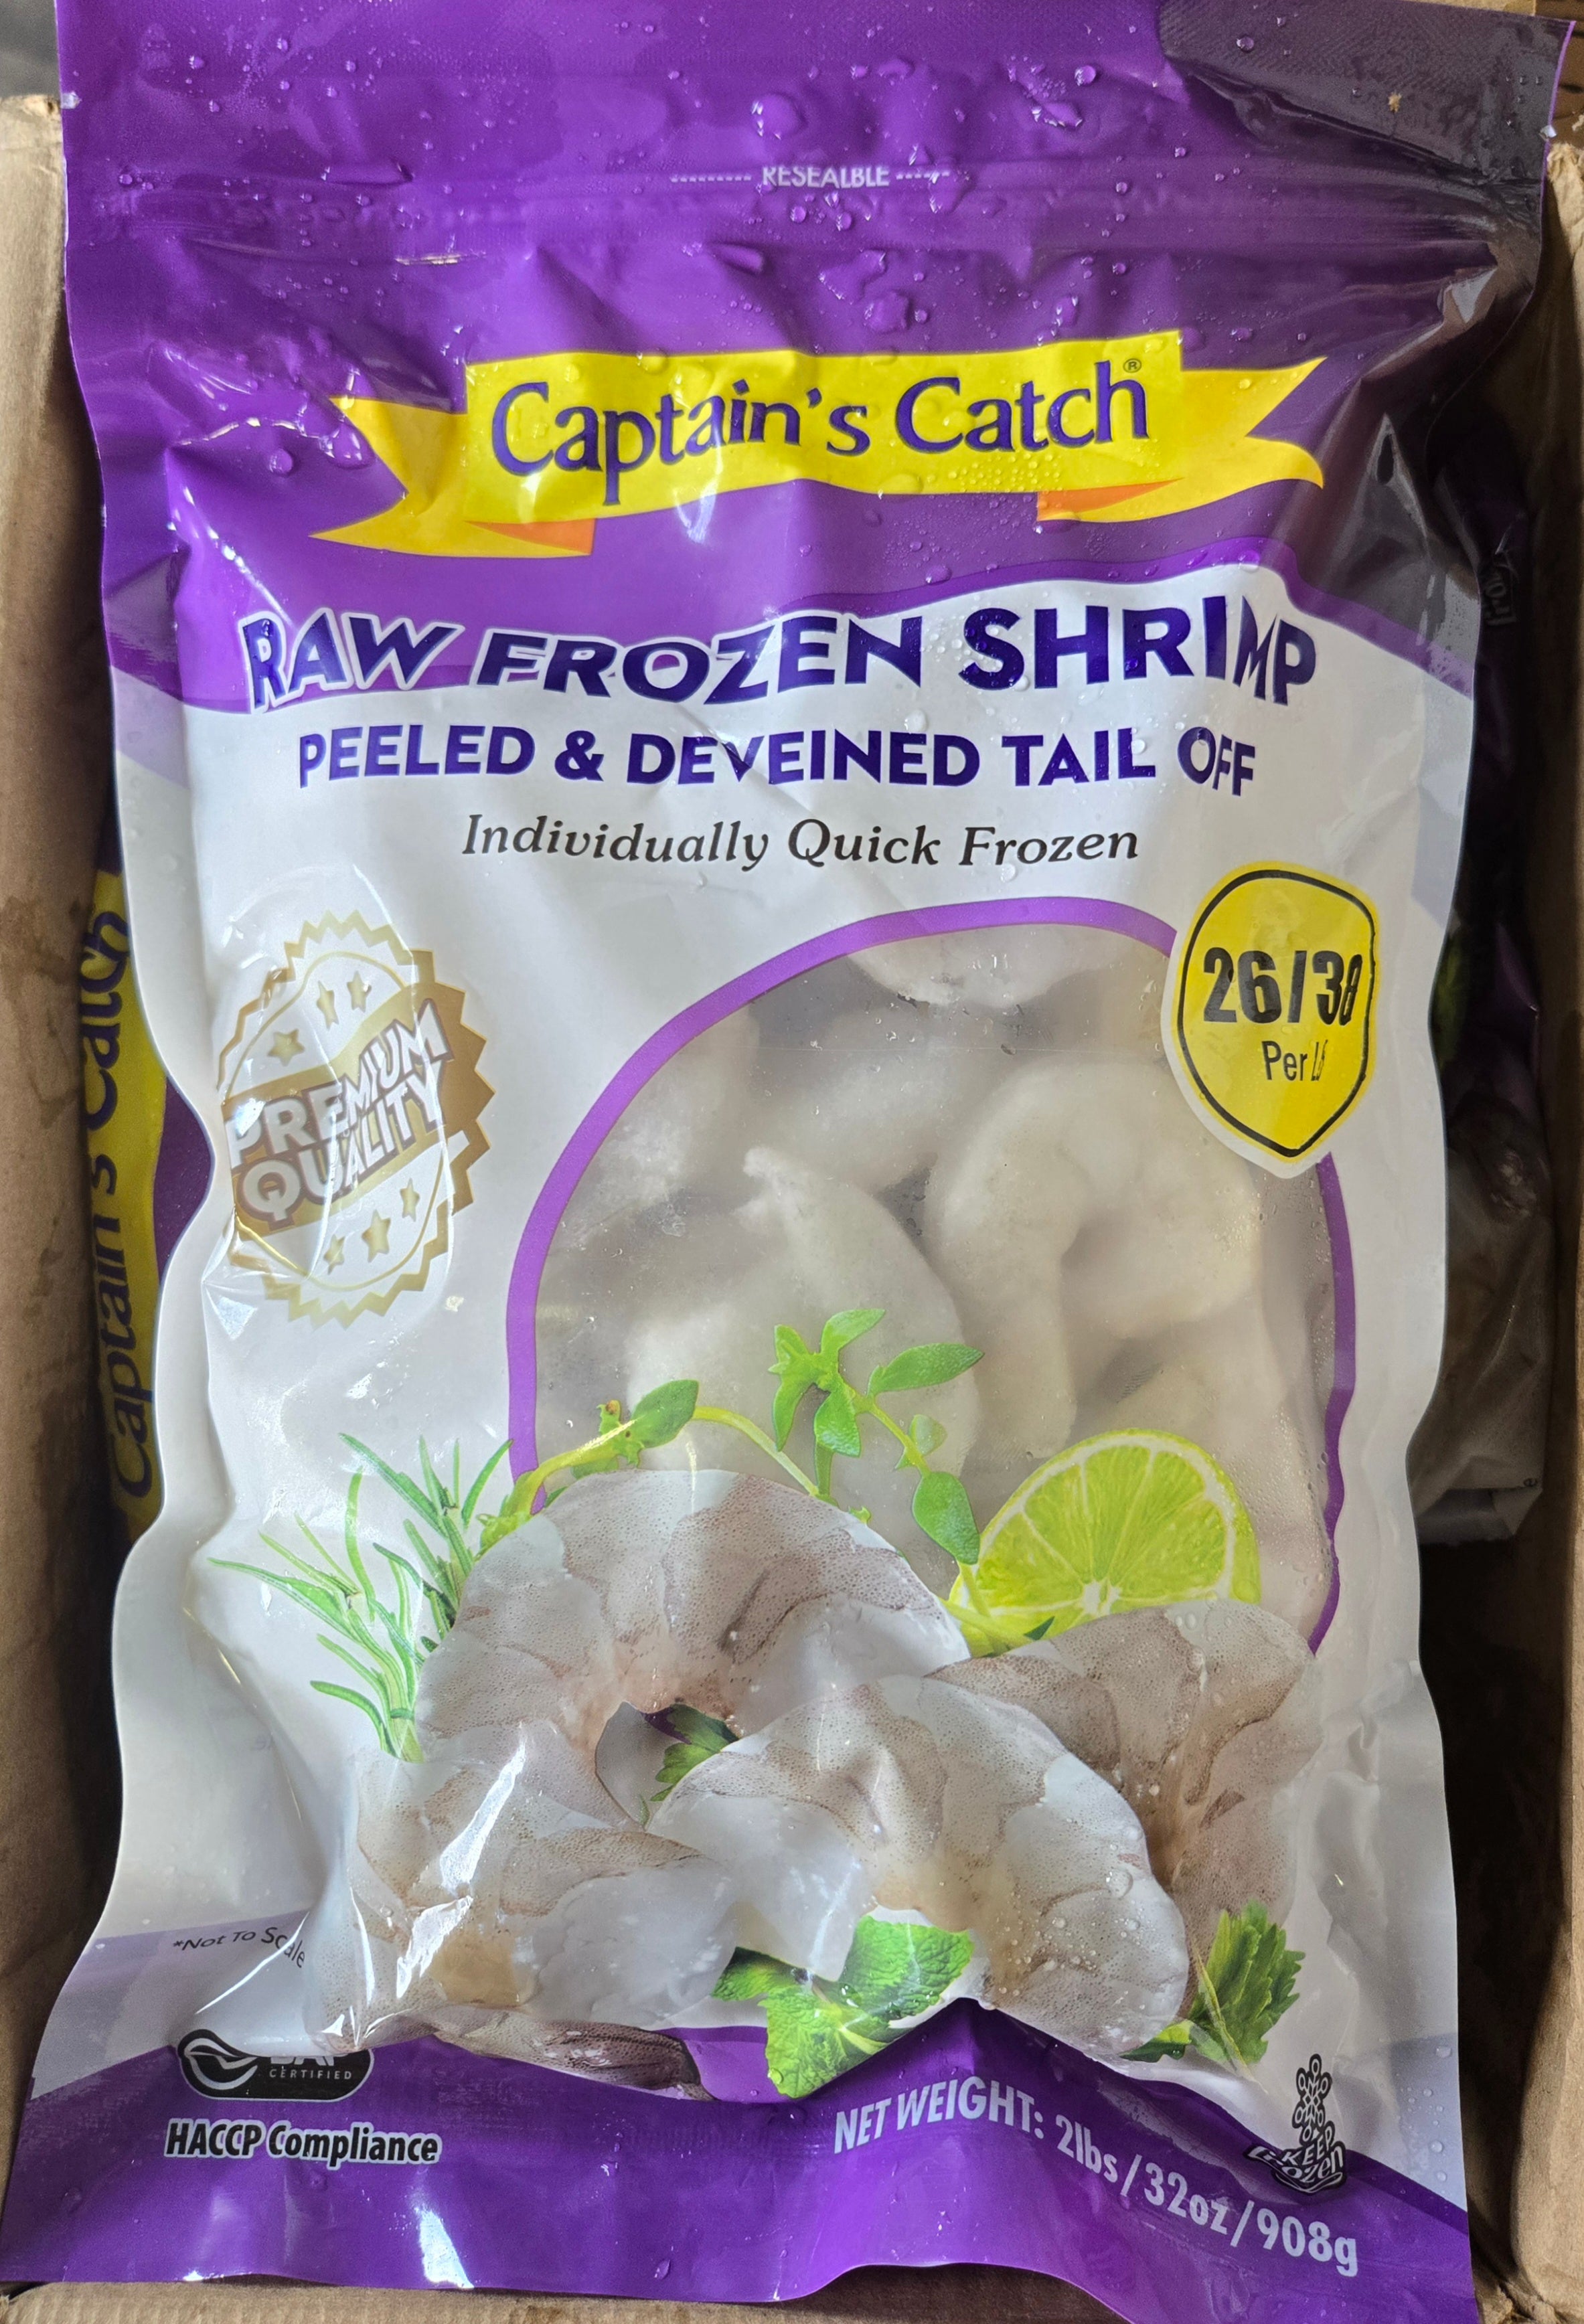 RESEALBLE
Captain's Catch®
RAW FROZEN SHRIMP
PEELED & DEVEINED TAIL OFF
Individually Quick Frozen
26/30
Per Lb
PREMIUM
QUALITY
Captain's Catch
*Not To Scale
CERTIFIED
HACCP Compliance
NET WEIGHT: 2lbs/32oz/908g
KEEP
FROZEN